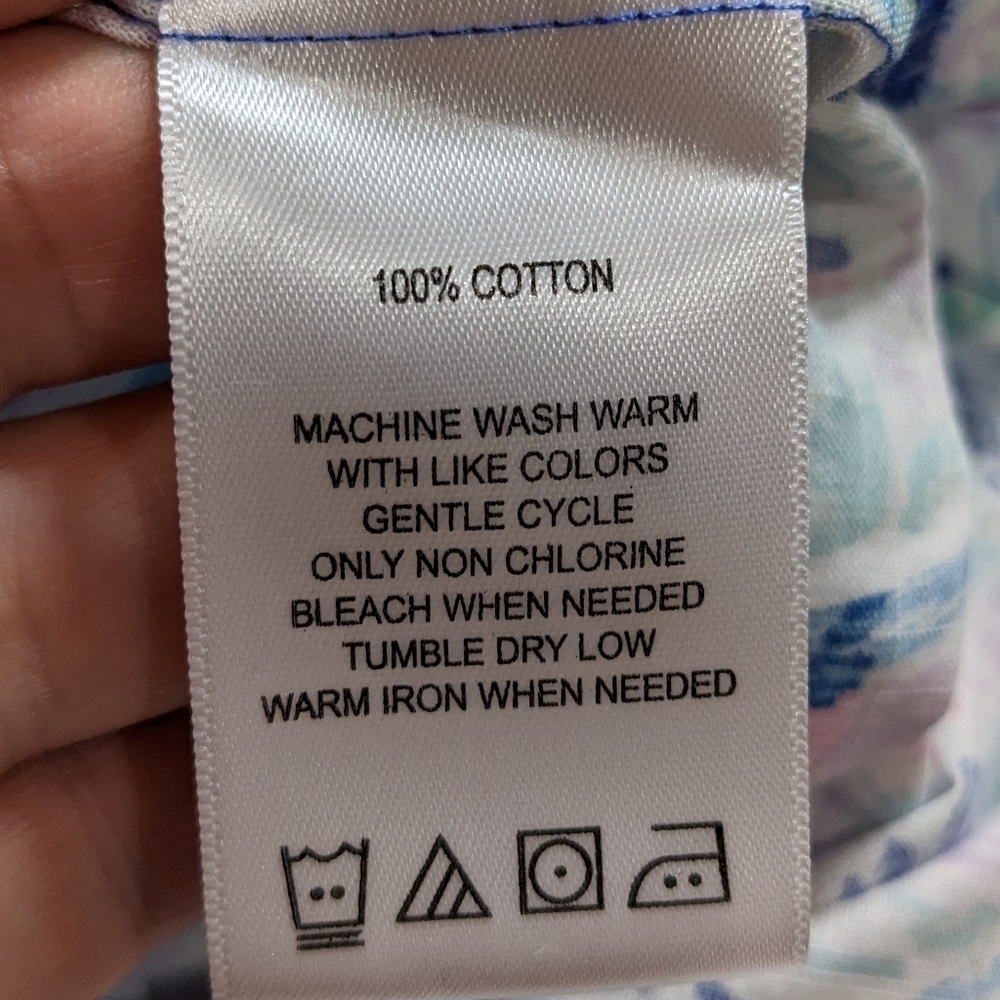 100% COTTON
MACHINE WASH WARM
WITH LIKE COLORS
GENTLE CYCLE
ONLY NON CHLORINE
BLEACH WHEN NEEDED
TUMBLE DRY LOW
WARM IRON WHEN NEEDED